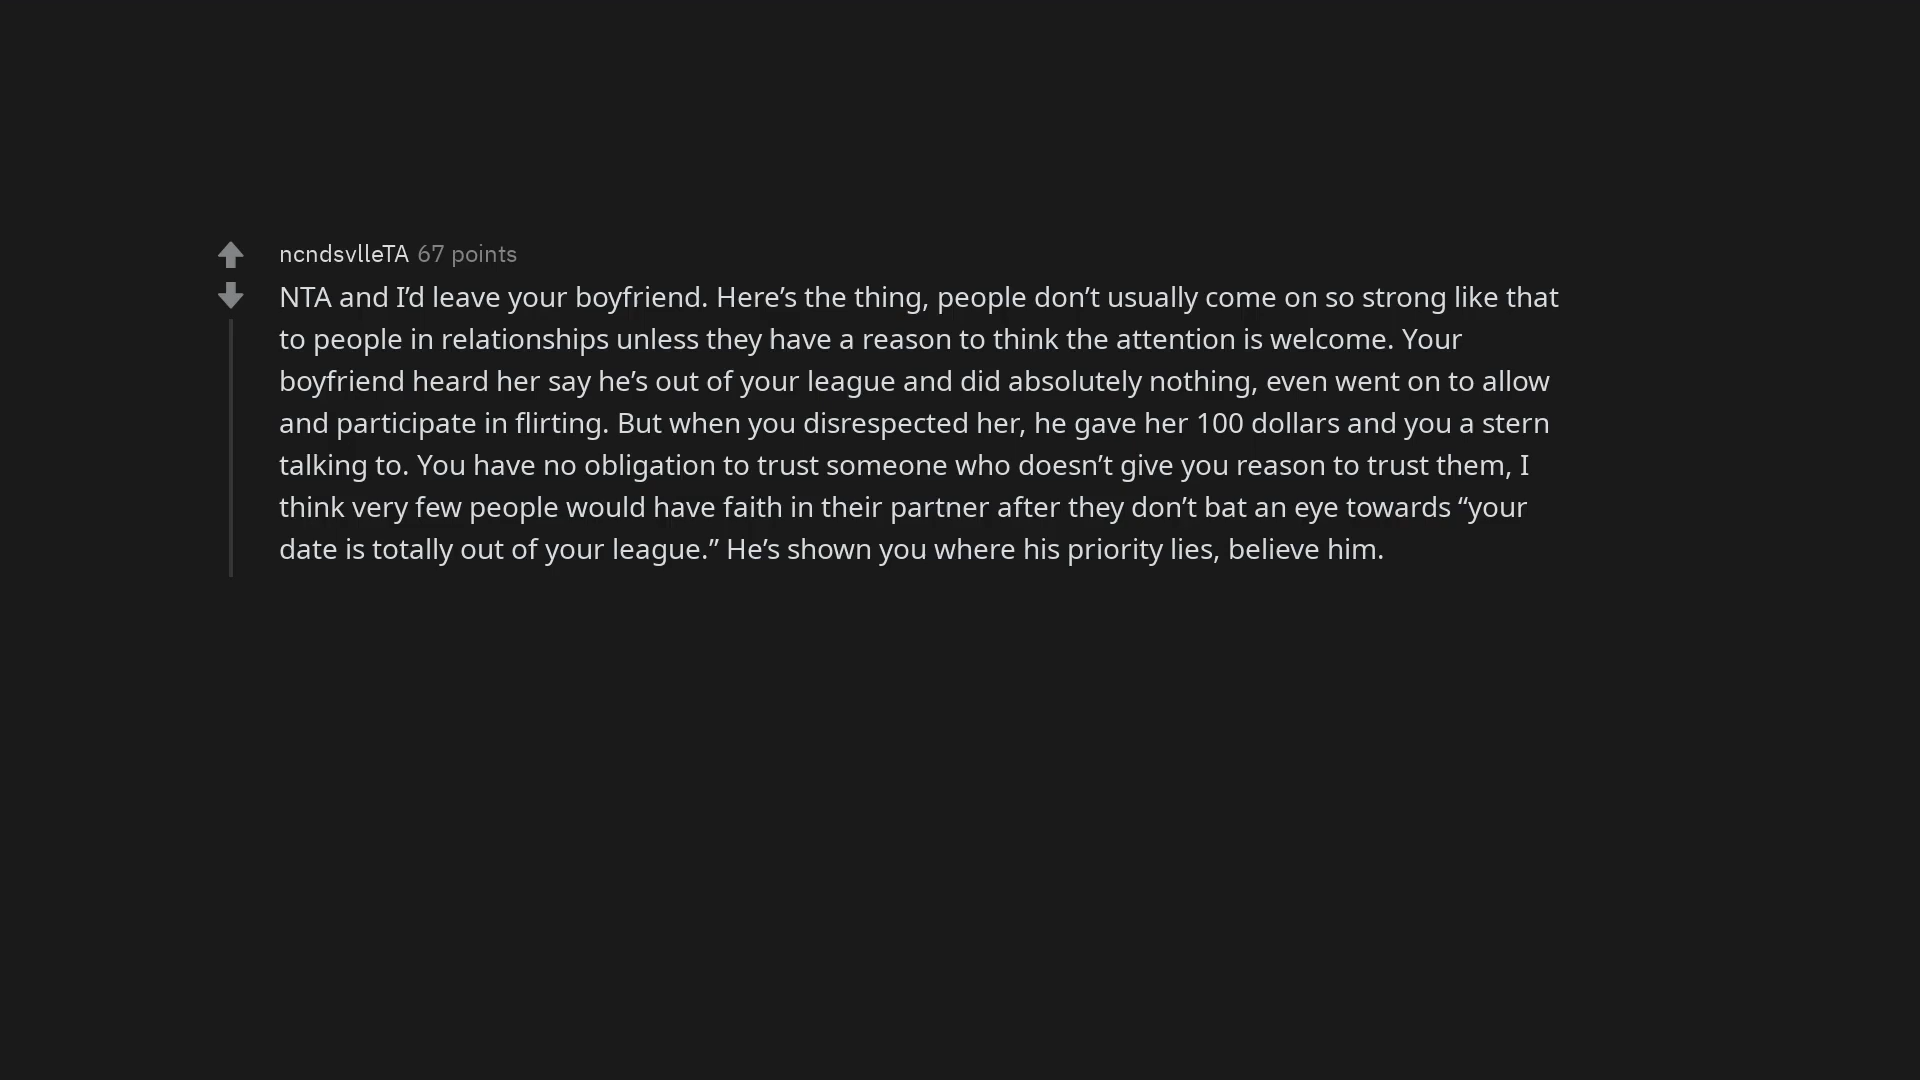 ncndsvlleTA 67 points
NTA and I’d leave your boyfriend. Here’s the thing, people don’t usually come on so strong like that
to people in relationships unless they have a reason to think the attention is welcome. Your
boyfriend heard her say he’s out of your league and did absolutely nothing, even went on to allow
and participate in flirting. But when you disrespected her, he gave her 100 dollars and you a stern
talking to. You have no obligation to trust someone who doesn’t give you reason to trust them, I
think very few people would have faith in their partner after they don’t bat an eye towards “your
date is totally out of your league.” He’s shown you where his priority lies, believe him.